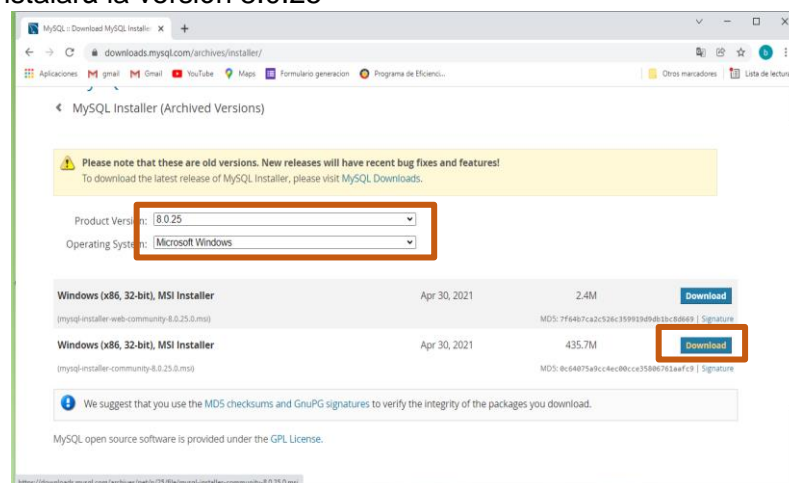 instalará la versión 8.0.25
MySQL :: Download MySQL Installer
downloads.mysql.com/archives/installer/
Aplicaciones gmail Gmail YouTube Maps Formulario generacion Programa de Eficienci... Otros marcadores Lista de lectura
MySQL Installer (Archived Versions)
Please note that these are old versions. New releases will have recent bug fixes and features!
To download the latest release of MySQL Installer, please visit MySQL Downloads.
Product Version: 8.0.25
Operating System: Microsoft Windows
Windows (x86, 32-bit), MSI Installer Apr 30, 2021 2.4M Download
(mysql-installer-web-community-8.0.25.0.msi) MD5: | Signature
Windows (x86, 32-bit), MSI Installer Apr 30, 2021 435.7M Download
(mysql-installer-community-8.0.25.0.msi) MD5: | Signature
We suggest that you use the MD5 checksums and GnuPG signatures to verify the integrity of the packages you download.
MySQL open source software is provided under the GPL License.